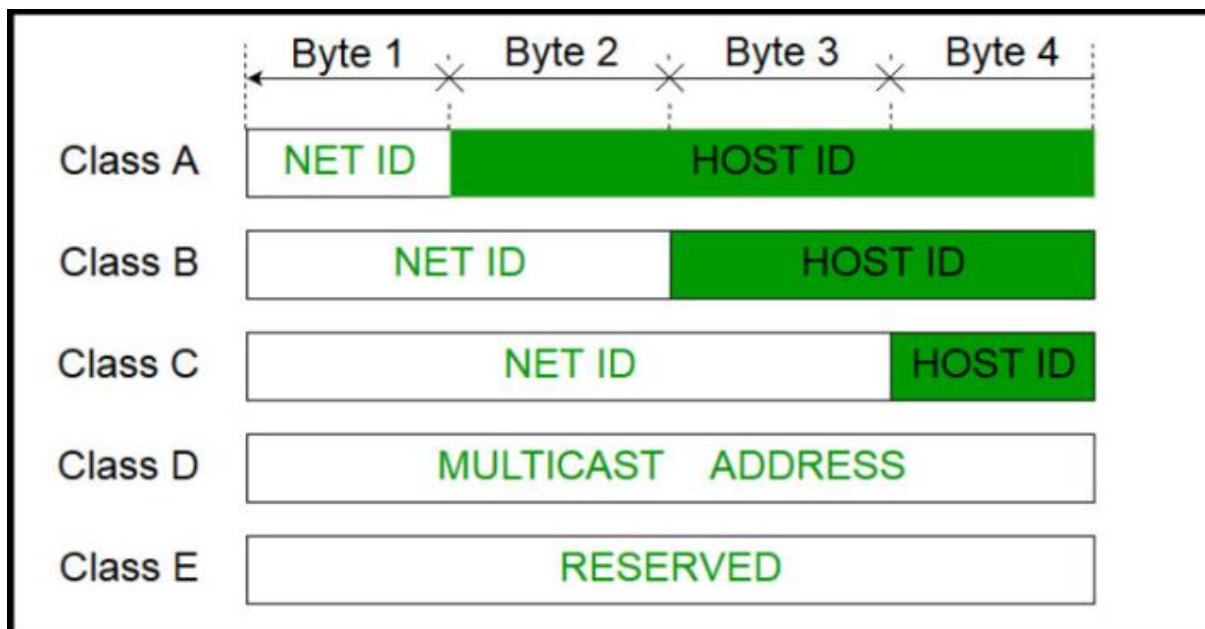 Byte 1 Byte 2 Byte 3 Byte 4
Class A NET ID HOST ID
Class B NET ID HOST ID
Class C NET ID HOST ID
Class D MULTICAST ADDRESS
Class E RESERVED